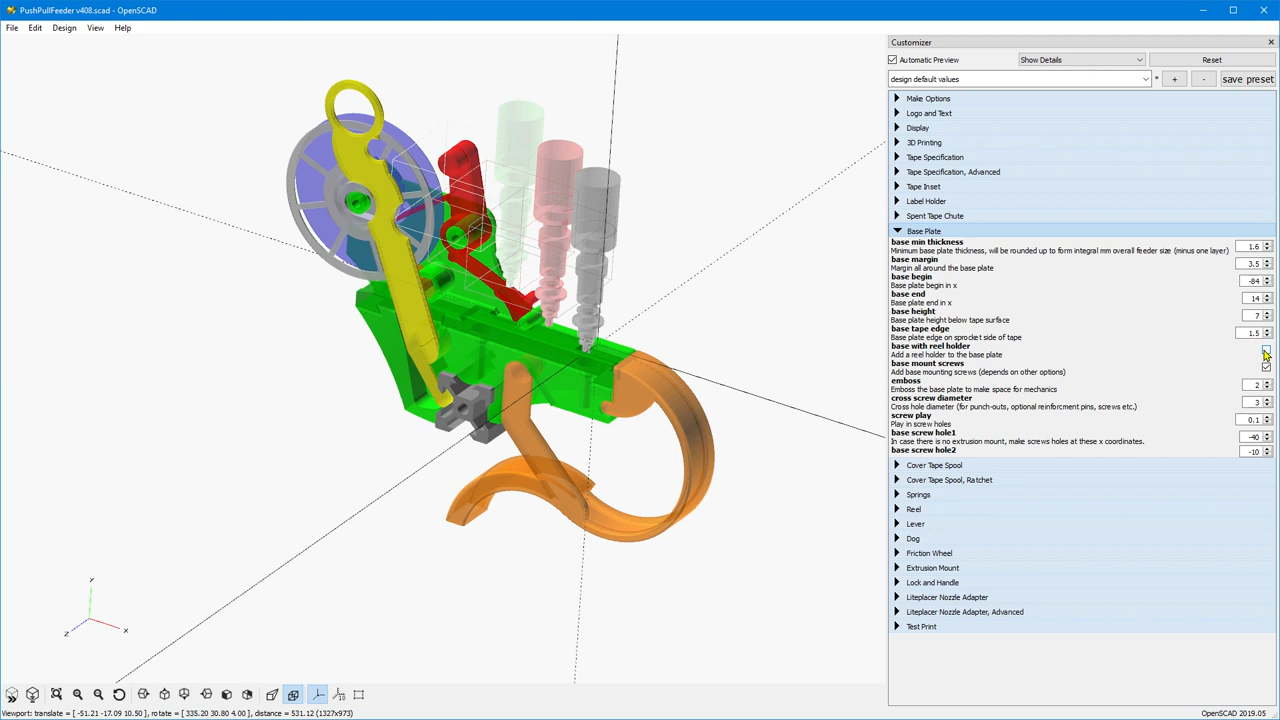 PushPullFeeder v408.scad - OpenSCAD
File Edit Design View Help
Customizer
Automatic Preview Show Details Reset
design default values * + - save preset
Make Options
Logo and Text
Display
3D Printing
Tape Specification
Tape Specification, Advanced
Tape Inset
Label Holder
Spent Tape Chute
Base Plate
base min thickness
Minimum base plate thickness, will be rounded up to form integral mm overall feeder size (minus one layer) 1.6
base margin
Margin all around the base plate 3.5
base begin
Base plate begin in x -84
base end
Base plate end in x 14
base height
Base plate height below tape surface 7
base tape edge
Base plate edge on sprocket side of tape 1.5
base with reel holder
Add a reel holder to the base plate
base mount screws
Add base mounting screws (depends on other options)
emboss
Emboss the base plate to make space for mechanics 2
cross screw diameter
Cross hole diameter (for punch-outs, optional reinforcment pins, screws etc.) 3
screw play
Play in screw holes 0.1
base screw hole1
In case there is no extrusion mount, make screws holes at these x coordinates. -40
base screw hole2 -10
Cover Tape Spool
Cover Tape Spool, Ratchet
Springs
Reel
Lever
Dog
Friction Wheel
Extrusion Mount
Lock and Handle
Liteplacer Nozzle Adapter
Liteplacer Nozzle Adapter, Advanced
Test Print
y
z x
Viewport: translate = [ -51.21 -17.09 10.50 ], rotate = [ 335.20 30.80 4.00 ], distance = 531.12 (1327x973) OpenSCAD 2019.05